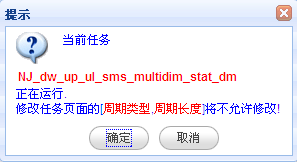 提示
当前任务
NJ_dw_up_ul_sms_multidim_stat_dm
正在运行.
修改任务页面的[周期类型,周期长度]将不允许修改!
确定
取消